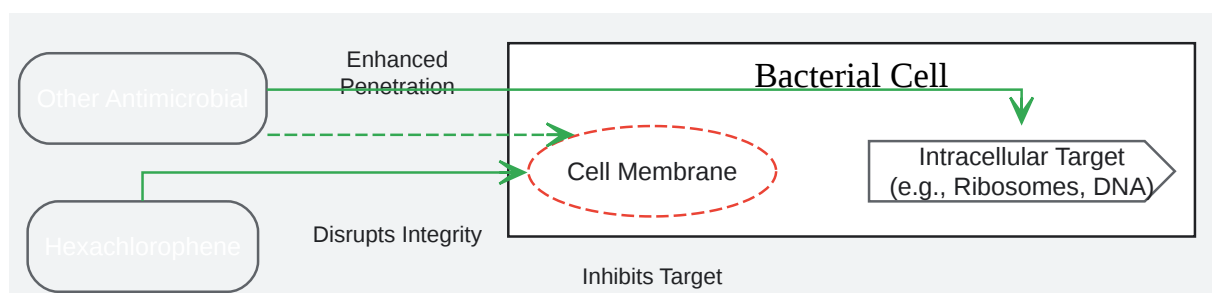 Enhanced
Penetration
Bacterial Cell
Other Antimicrobial
Cell Membrane
Intracellular Target
(e.g., Ribosomes, DNA)
Hexachlorophene
Disrupts Integrity
Inhibits Target